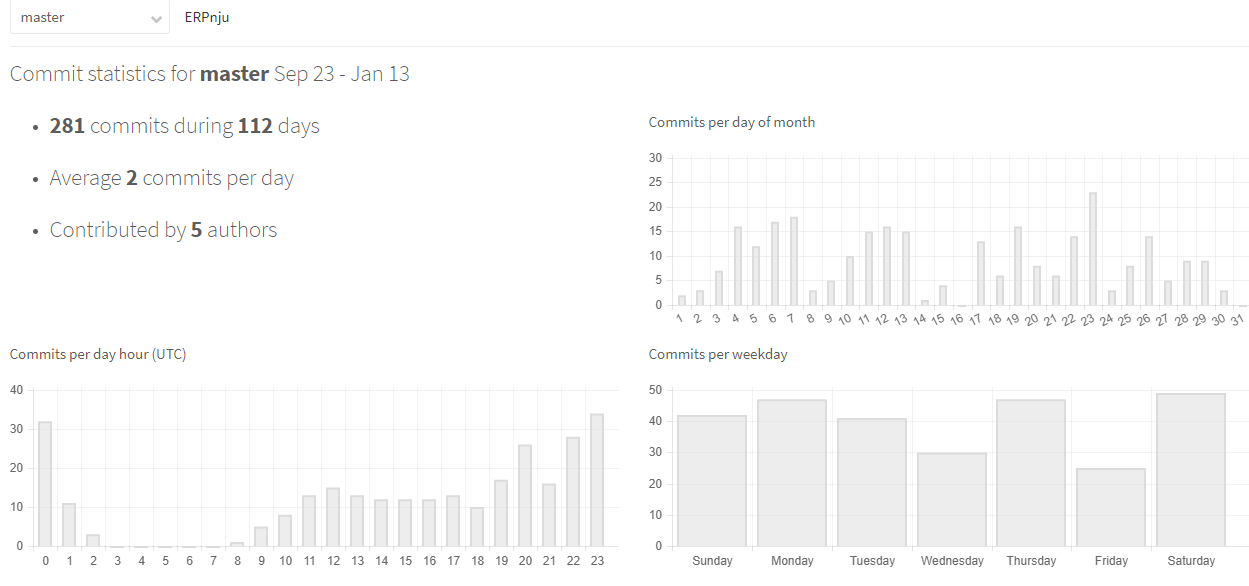 master ERPnju
Commit statistics for master Sep 23 - Jan 13
• 281 commits during 112 days
• Average 2 commits per day
• Contributed by 5 authors
Commits per day of month
30
25
20
15
10
5
0
1 2 3 4 5 6 7 8 9 10 11 12 13 14 15 16 17 18 19 20 21 22 23 24 25 26 27 28 29 30 31
Commits per day hour (UTC)
40
30
20
10
0
0 1 2 3 4 5 6 7 8 9 10 11 12 13 14 15 16 17 18 19 20 21 22 23
Commits per weekday
50
40
30
20
10
0
Sunday Monday Tuesday Wednesday Thursday Friday Saturday